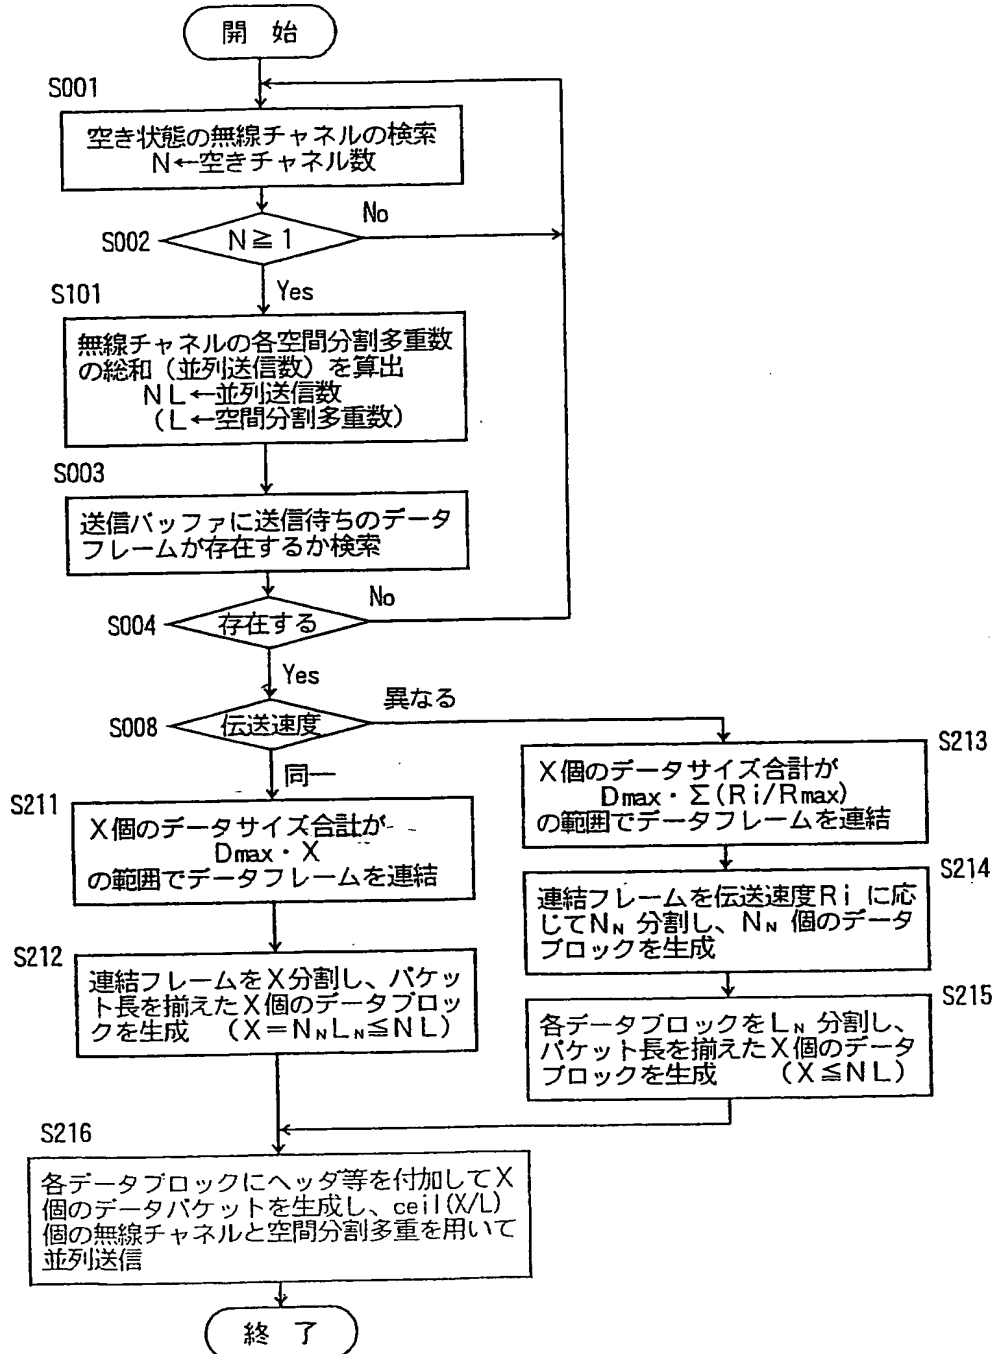 開 始
S001
空き状態の無線チャネルの検索
N←空きチャネル数
No
S002
N≧1
Yes
S101
無線チャネルの各空間分割多重数
の総和（並列送信数）を算出
NL←並列送信数
（L←空間分割多重数）
S003
送信バッファに送信待ちのデータ
フレームが存在するか検索
No
S004
存在する
Yes
異なる
S008
伝送速度
同一
S213
X個のデータサイズ合計が
Dmax・Σ(Ri/Rmax)
の範囲でデータフレームを連結
S211
X個のデータサイズ合計が
Dmax・X
の範囲でデータフレームを連結
S214
連結フレームを伝送速度Riに応
じてNN分割し、NN個のデータ
ブロックを生成
S212
連結フレームをX分割し、パケッ
ト長を揃えたX個のデータブロッ
クを生成 （X＝NNLN≦NL）
S215
各データブロックをLN分割し、
パケット長を揃えたX個のデータ
ブロックを生成 （X≦NL）
S216
各データブロックにヘッダ等を付加してX
個のデータパケットを生成し、ceil(X/L)
個の無線チャネルと空間分割多重を用いて
並列送信
終 了